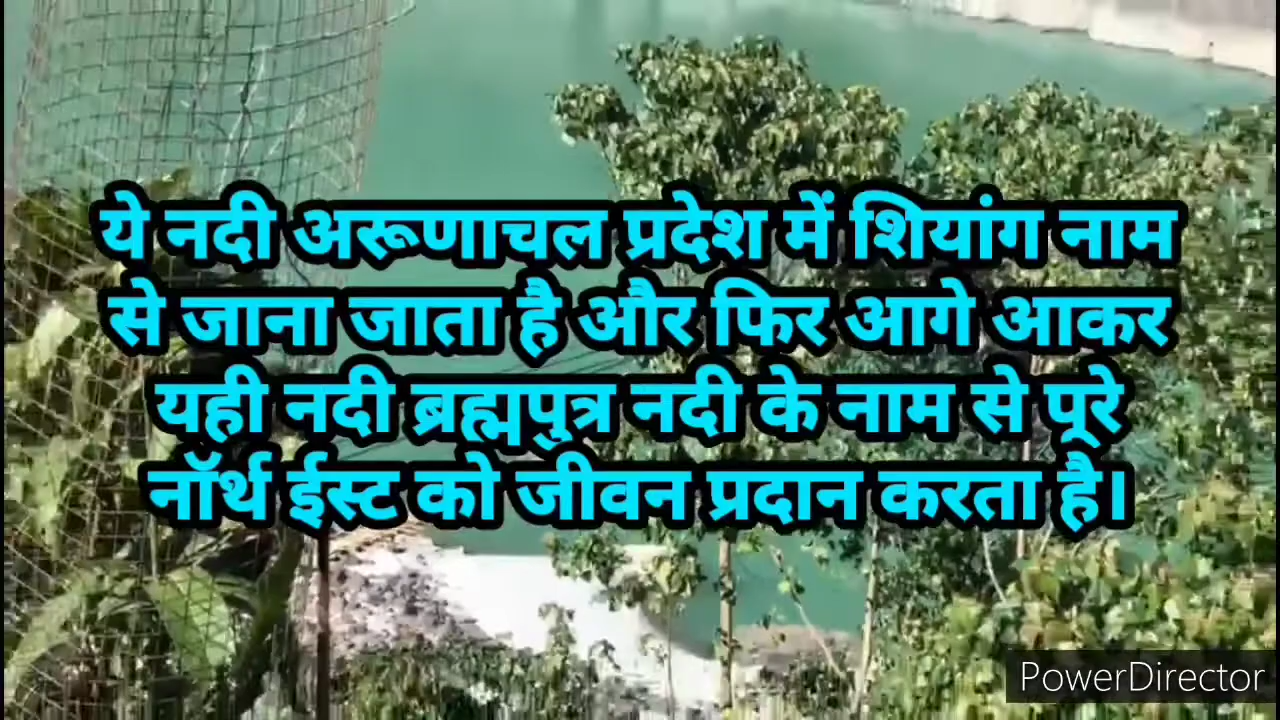 ये नदी अरूणाचल प्रदेश में शियांग नाम
से जाना जाता है और फिर आगे आकर
यही नदी ब्रह्मपुत्र नदी के नाम से पूरे
नॉर्थ ईस्ट को जीवन प्रदान करता है।
PowerDirector